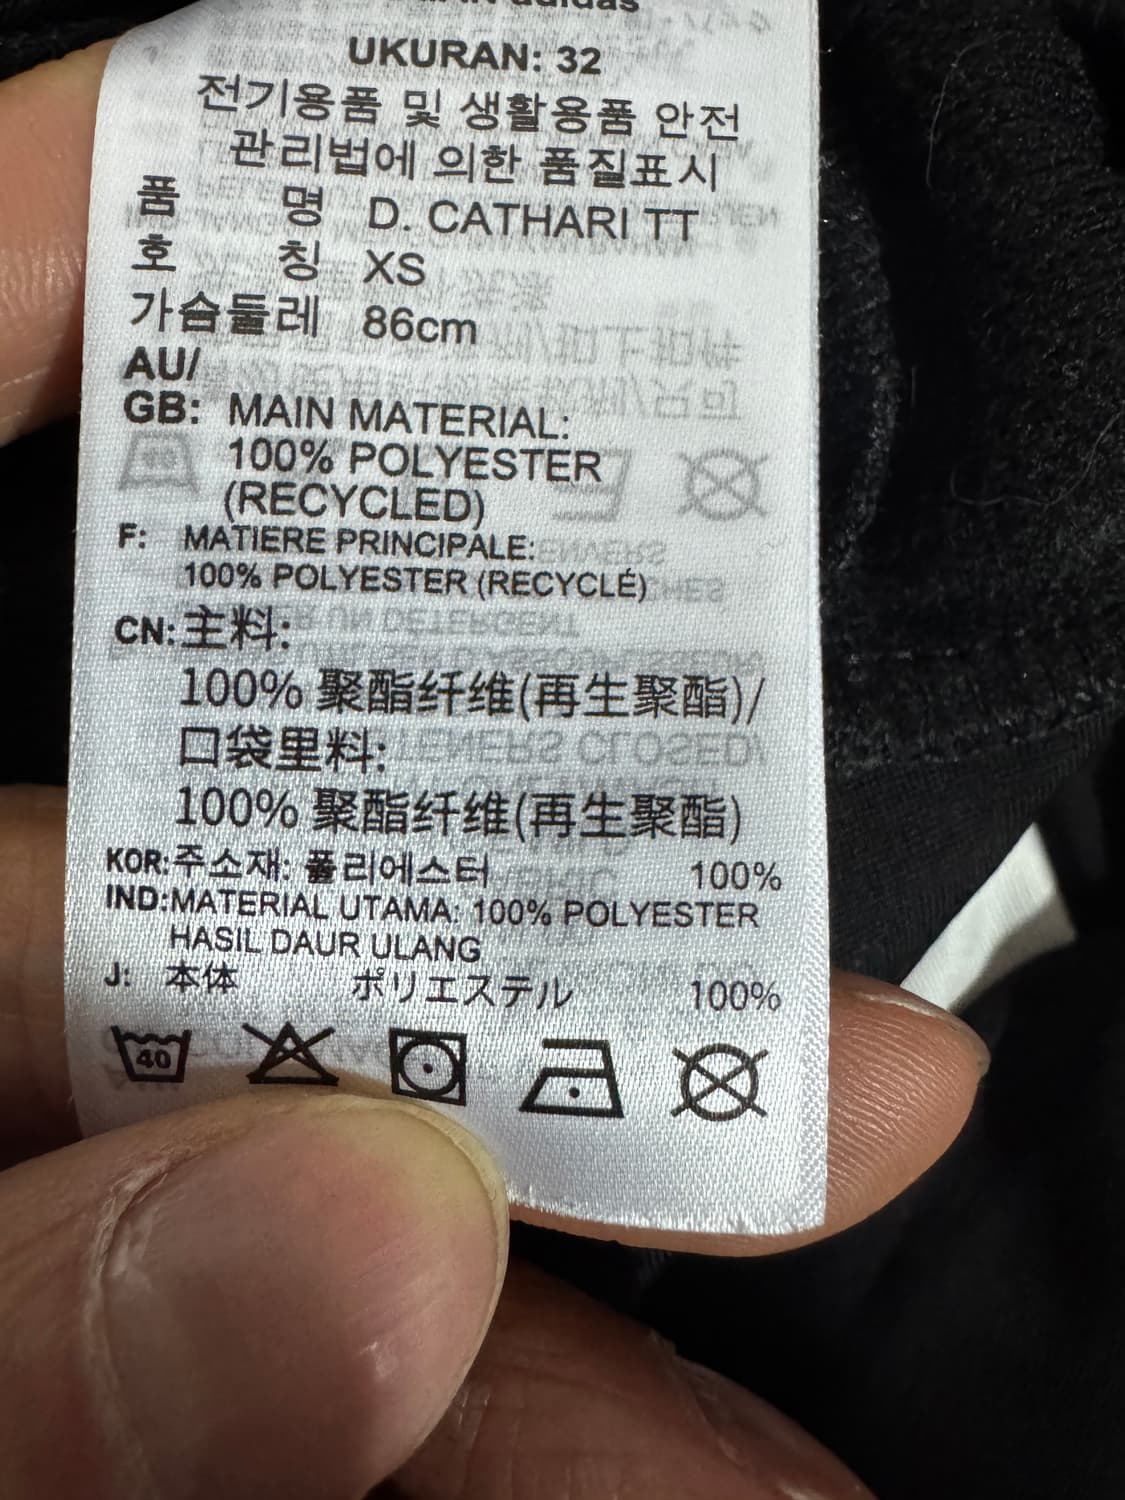 adidas
UKURAN: 32
전기용품 및 생활용품 안전
관리법에 의한 품질표시
품 명 D. CATHARI TT
호 칭 XS
가슴둘레 86cm
AU/
GB: MAIN MATERIAL:
100% POLYESTER
(RECYCLED)
F: MATIERE PRINCIPALE:
100% POLYESTER (RECYCLÉ)
CN: 主料:
100% 聚酯纤维(再生聚酯)/
口袋里料:
100% 聚酯纤维(再生聚酯)
KOR: 주소재: 폴리에스터 100%
IND: MATERIAL UTAMA: 100% POLYESTER
HASIL DAUR ULANG
J: 本体 ポリエステル 100%
40